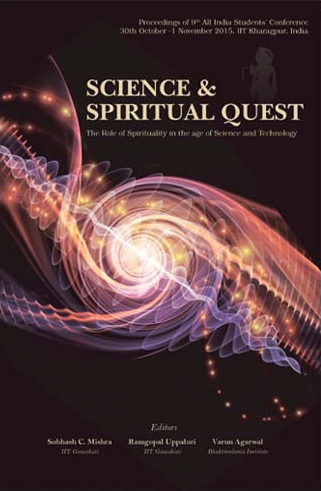 Proceedings of 9th All India Students' Conference
30th October -1 November 2015, IIT Kharagpur, India
SCIENCE &
SPIRITUAL QUEST
The Role of Spirituality in the age of Science and Technology
Editors
Subhash C. Mishra Ramgopal Uppaluri Varun Agarwal
IIT Guwahati IIT Guwahati Bhaktivedanta Institute